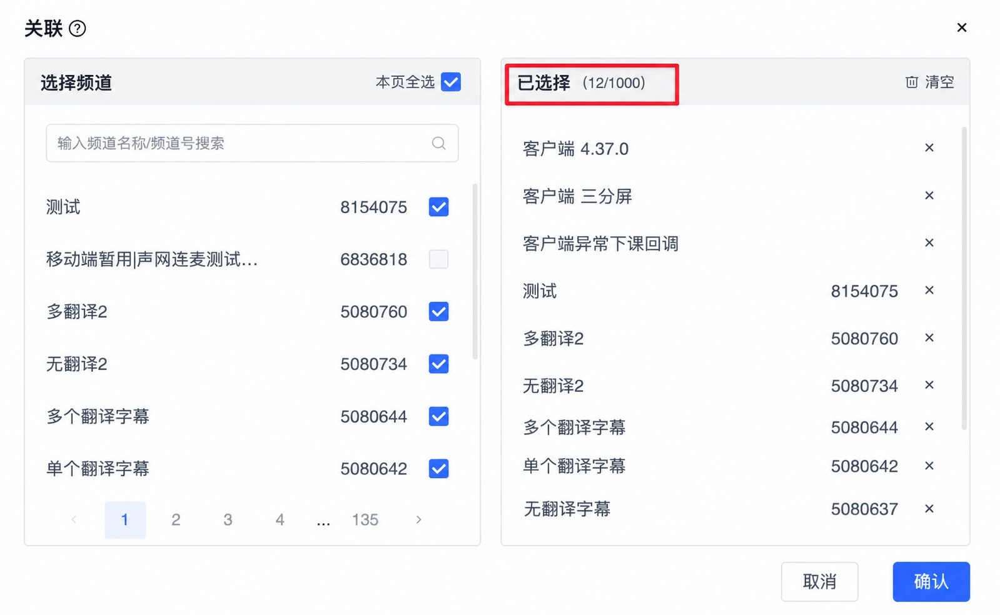 关联 ?
选择频道 本页全选
输入频道名称/频道号搜索
测试 8154075
移动端暂用|声网连麦测试... 6836818
多翻译2 5080760
无翻译2 5080734
多个翻译字幕 5080644
单个翻译字幕 5080642
1 2 3 4 ... 135
已选择 (12/1000) 清空
客户端 4.37.0
客户端 三分屏
客户端异常下课回调
测试 8154075
多翻译2 5080760
无翻译2 5080734
多个翻译字幕 5080644
单个翻译字幕 5080642
无翻译字幕 5080637
取消 确认